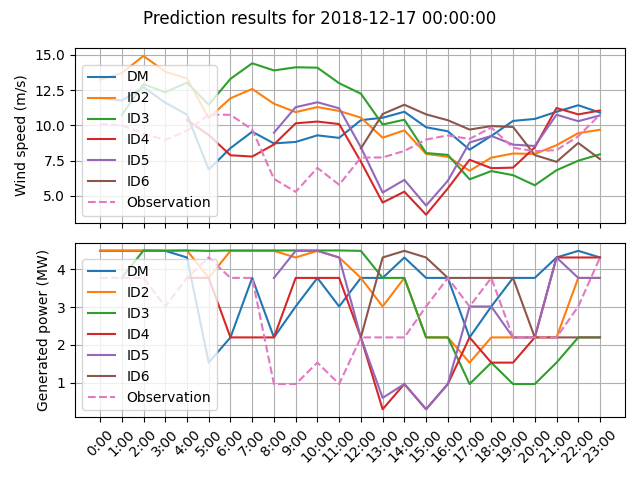 Prediction results for 2018-12-17 00:00:00
Wind speed (m/s)
15.0
12.5
10.0
7.5
5.0
DM
ID2
ID3
ID4
ID5
ID6
Observation
Generated power (MW)
4
3
2
1
DM
ID2
ID3
ID4
ID5
ID6
Observation
0:00 1:00 2:00 3:00 4:00 5:00 6:00 7:00 8:00 9:00 10:00 11:00 12:00 13:00 14:00 15:00 16:00 17:00 18:00 19:00 20:00 21:00 22:00 23:00